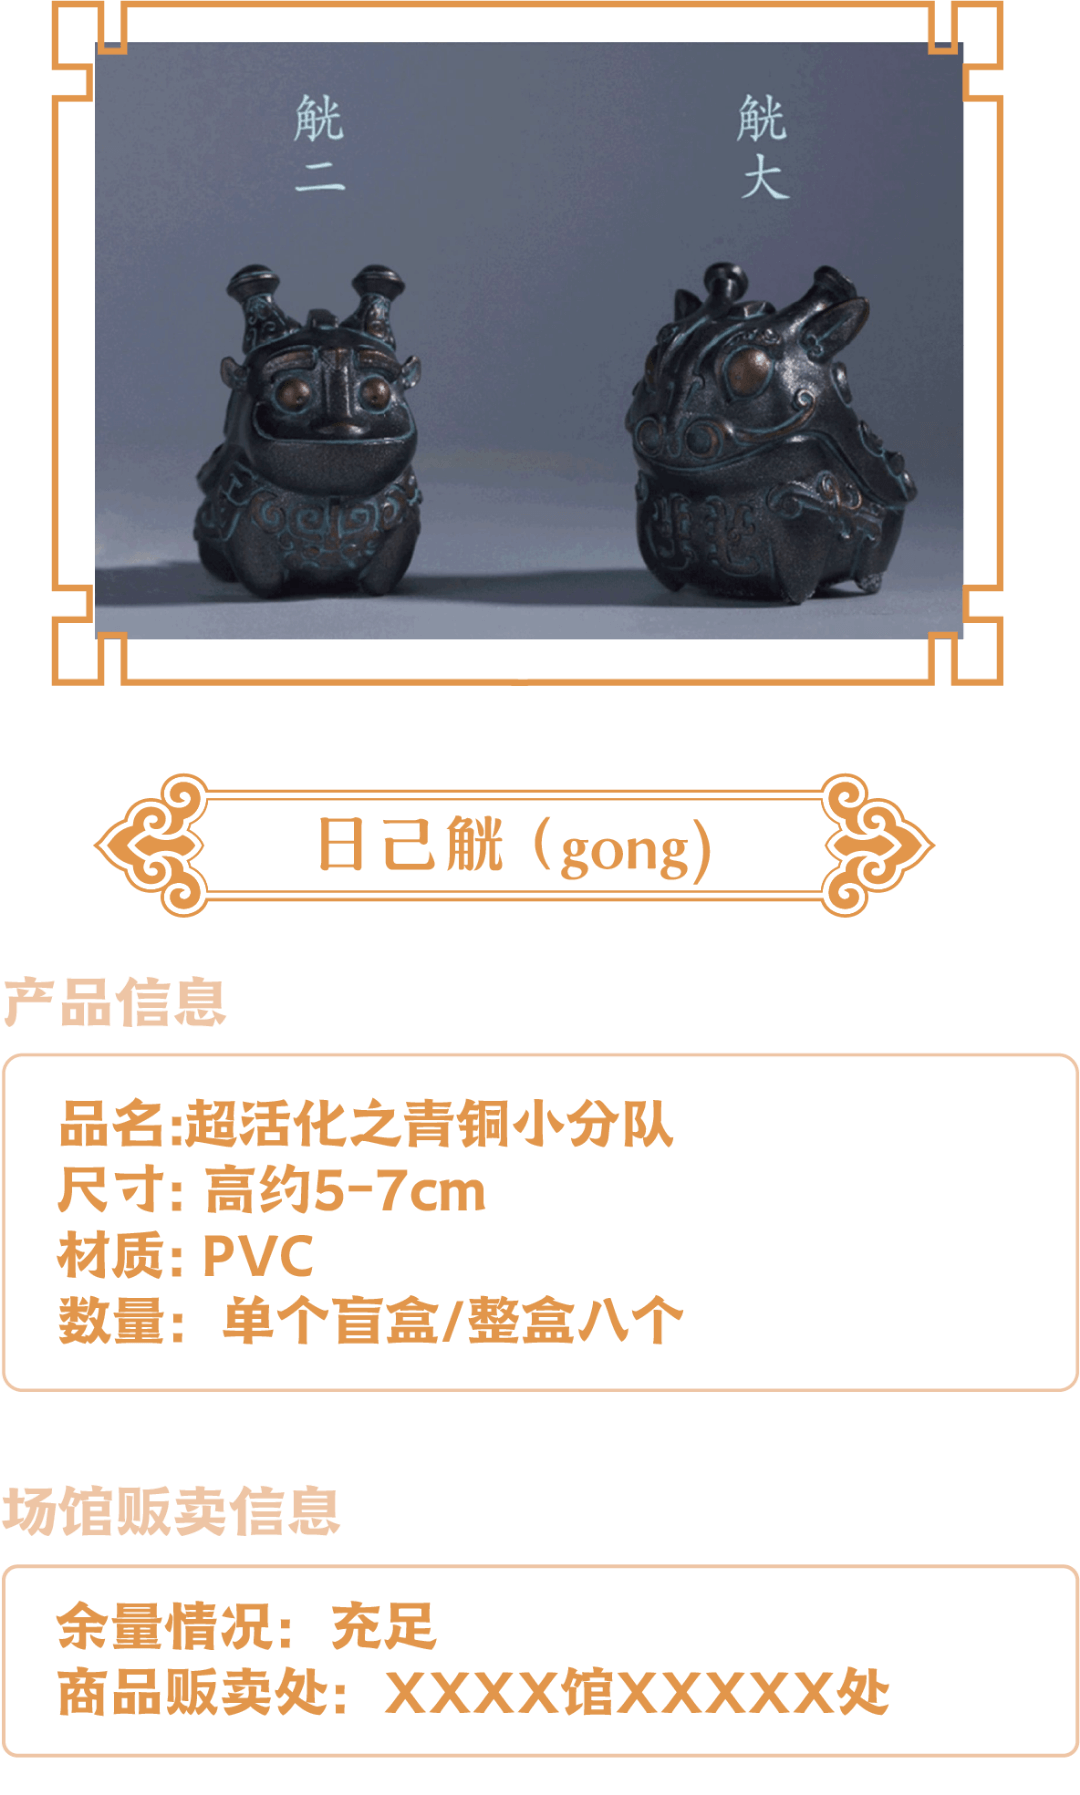 觥二
觥大
日己觥（gong)
产品信息
品名:超活化之青铜小分队
尺寸: 高约5-7cm
材质: PVC
数量：单个盲盒/整盒八个
场馆贩卖信息
余量情况：充足
商品贩卖处：XXXX馆XXXXX处